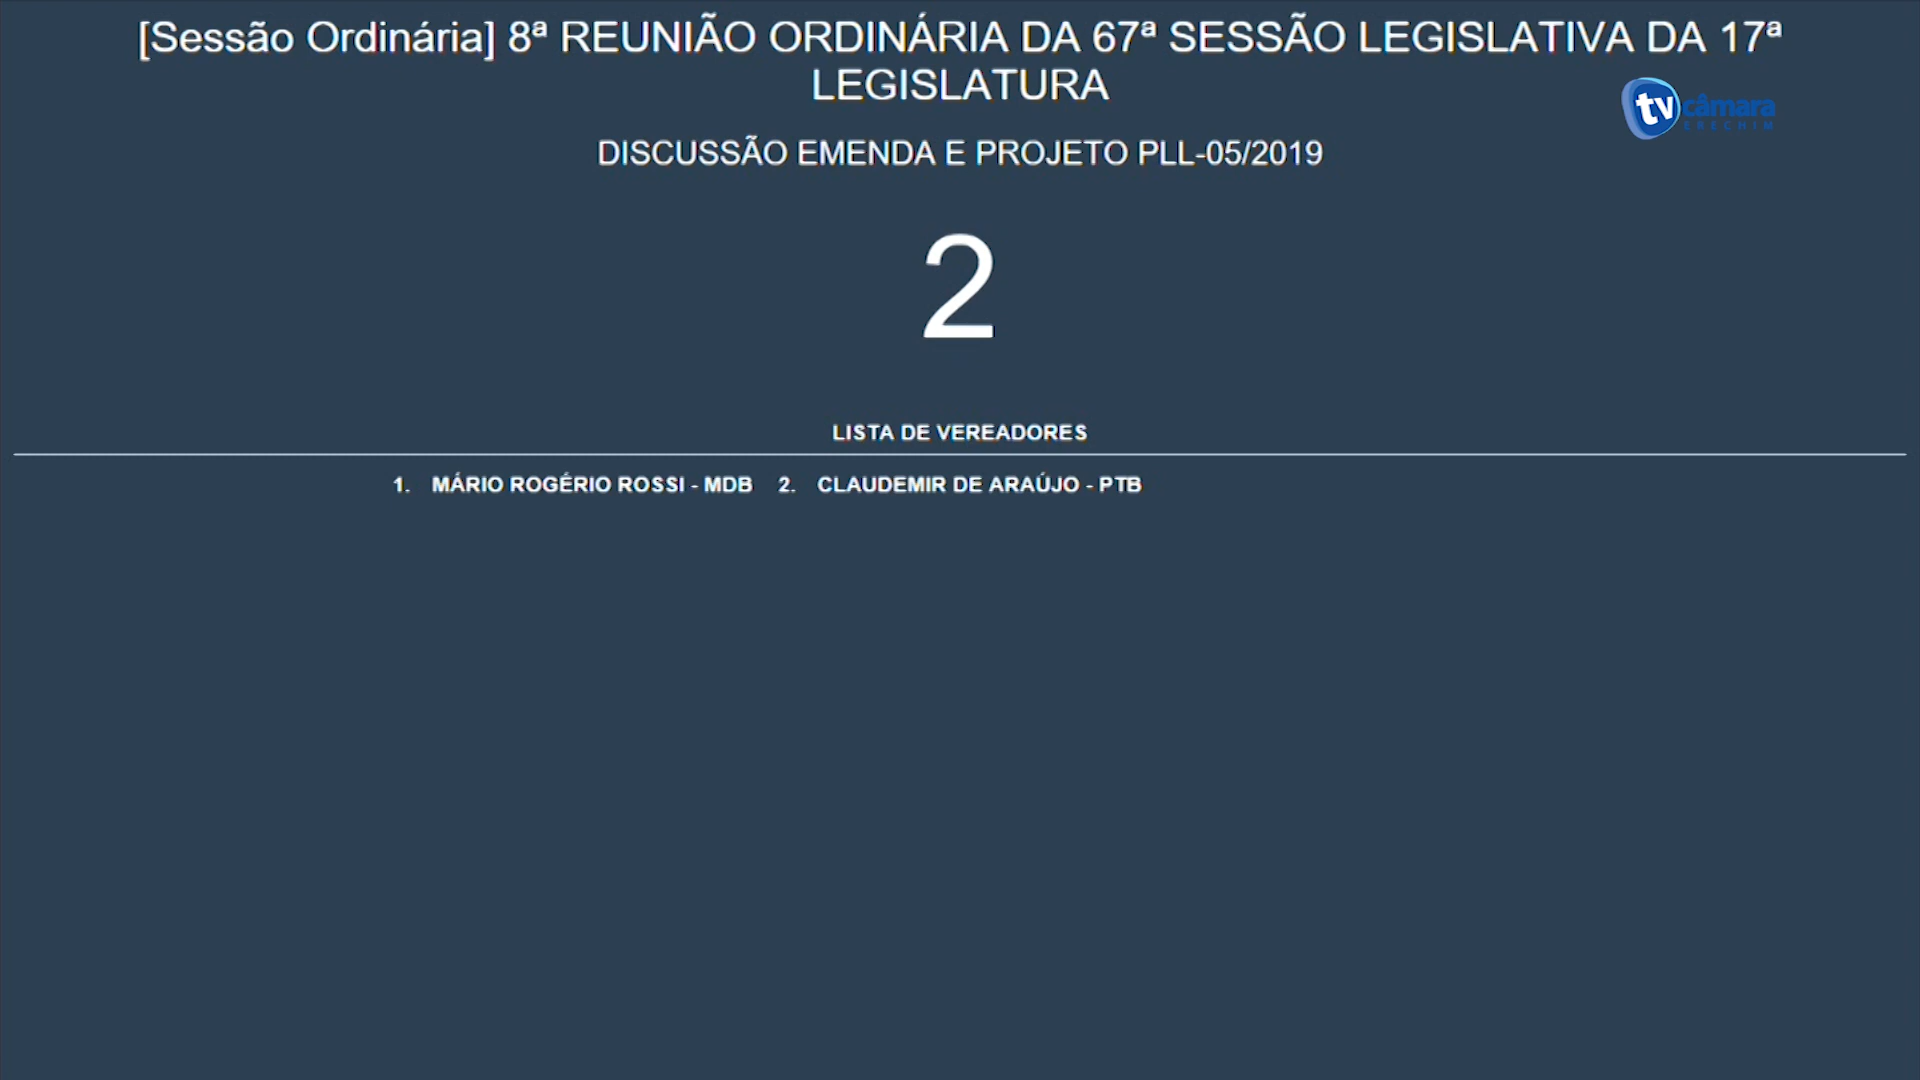 [Sessão Ordinária] 8ª REUNIÃO ORDINÁRIA DA 67ª SESSÃO LEGISLATIVA DA 17ª
LEGISLATURA
tv câmara
ERECHIM
DISCUSSÃO EMENDA E PROJETO PLL-05/2019
2
LISTA DE VEREADORES
1. MÁRIO ROGÉRIO ROSSI - MDB 2. CLAUDEMIR DE ARAÚJO - PTB